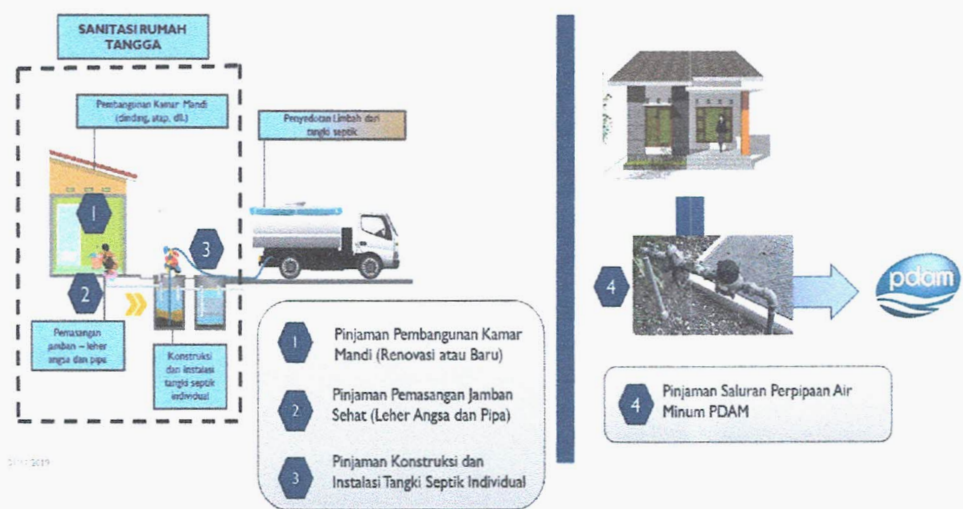 SANITASI RUMAH
TANGGA
Pembangunan Kamar Mandi
(dinding, atap, dll.)
Penyedotan Limbah dari
tangki septik
1
3
2
Pemasangan
jamban – leher
angsa dan pipa
Konstruksi
dan instalasi
tangki septik
individual
1 Pinjaman Pembangunan Kamar
Mandi (Renovasi atau Baru)
2 Pinjaman Pemasangan Jamban
Sehat (Leher Angsa dan Pipa)
3 Pinjaman Konstruksi dan
Instalasi Tangki Septik Individual
4
pdam
4 Pinjaman Saluran Perpipaan Air
Minum PDAM
2019